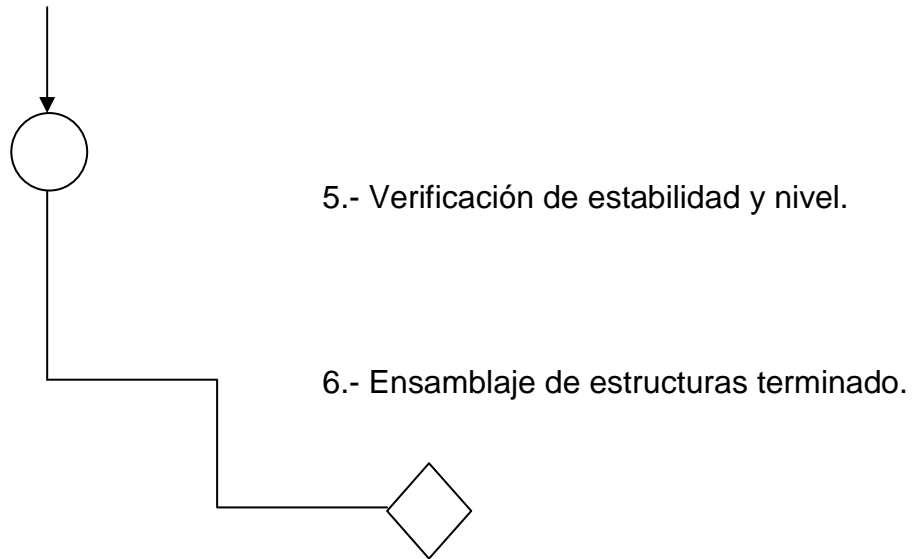 5.- Verificación de estabilidad y nivel.
6.- Ensamblaje de estructuras terminado.